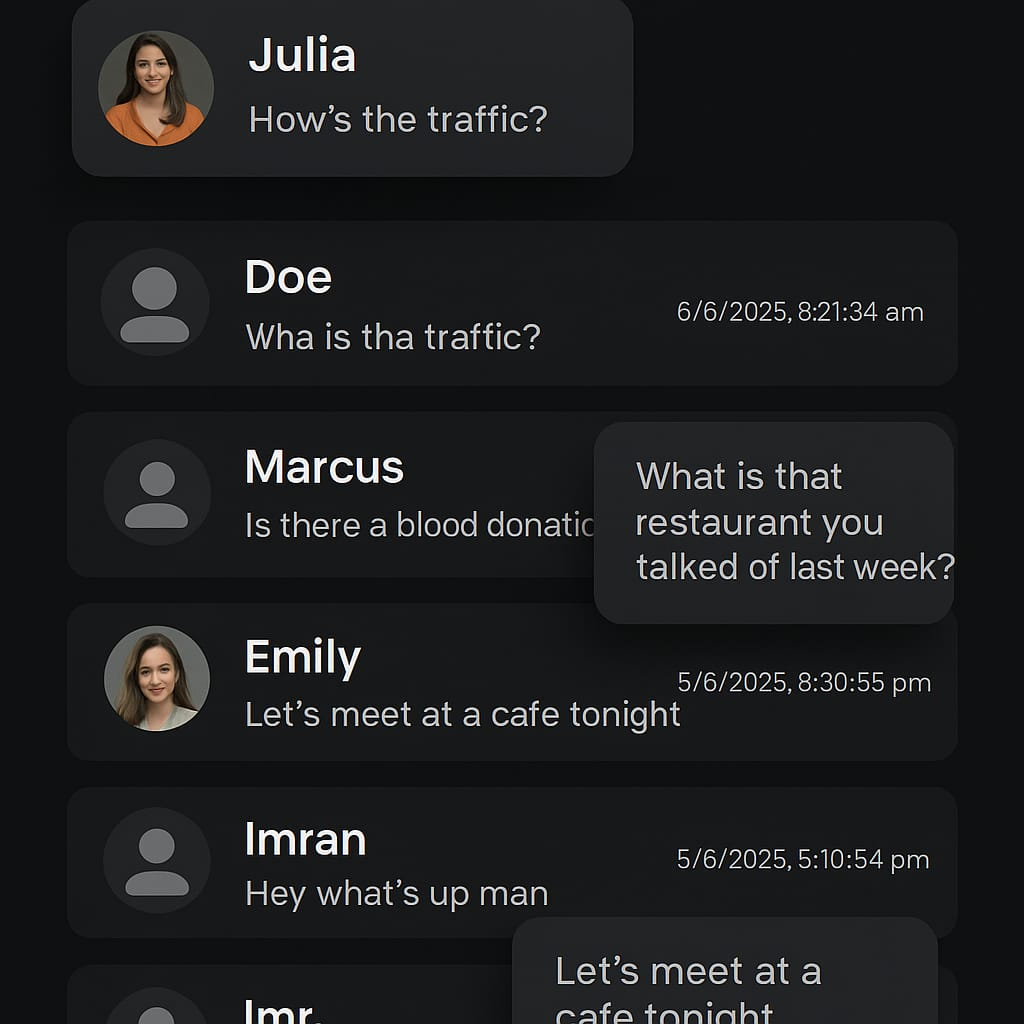 Julia
How’s the traffic?
Doe
Wha is tha traffic?
6/6/2025, 8:21:34 am
Marcus
Is there a blood
What is that
restaurant you
talked of last week?
Emily
Let’s meet at a cafe tonight
5/6/2025, 8:30:55 pm
Imran
Hey what’s up man
5/6/2025, 5:10:54 pm
Let’s meet at a
cafe tonight